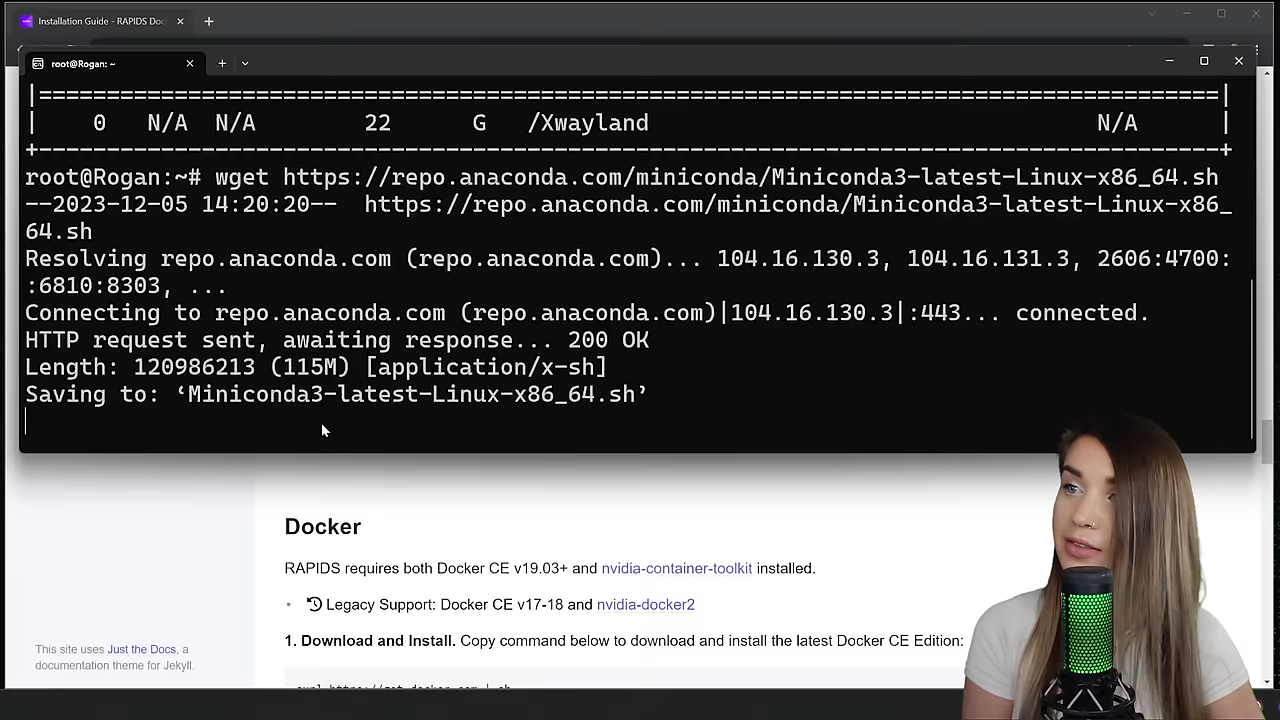 Installation Guide - RAPIDS Doc
root@Rogan: ~
|========================================================================================|
| 0 N/A N/A 22 G /Xwayland N/A |
+----------------------------------------------------------------------------------------+
root@Rogan:~# wget https://repo.anaconda.com/miniconda/Miniconda3-latest-Linux-x86_64.sh
--2023-12-05 14:20:20-- https://repo.anaconda.com/miniconda/Miniconda3-latest-Linux-x86_
64.sh
Resolving repo.anaconda.com (repo.anaconda.com)... 104.16.130.3, 104.16.131.3, 2606:4700:
:6810:8303, ...
Connecting to repo.anaconda.com (repo.anaconda.com)|104.16.130.3|:443... connected.
HTTP request sent, awaiting response... 200 OK
Length: 120986213 (115M) [application/x-sh]
Saving to: ‘Miniconda3-latest-Linux-x86_64.sh’
Docker
RAPIDS requires both Docker CE v19.03+ and nvidia-container-toolkit installed.
Legacy Support: Docker CE v17-18 and nvidia-docker2
1. Download and Install. Copy command below to download and install the latest Docker CE Edition:
This site uses Just the Docs, a
documentation theme for Jekyll.